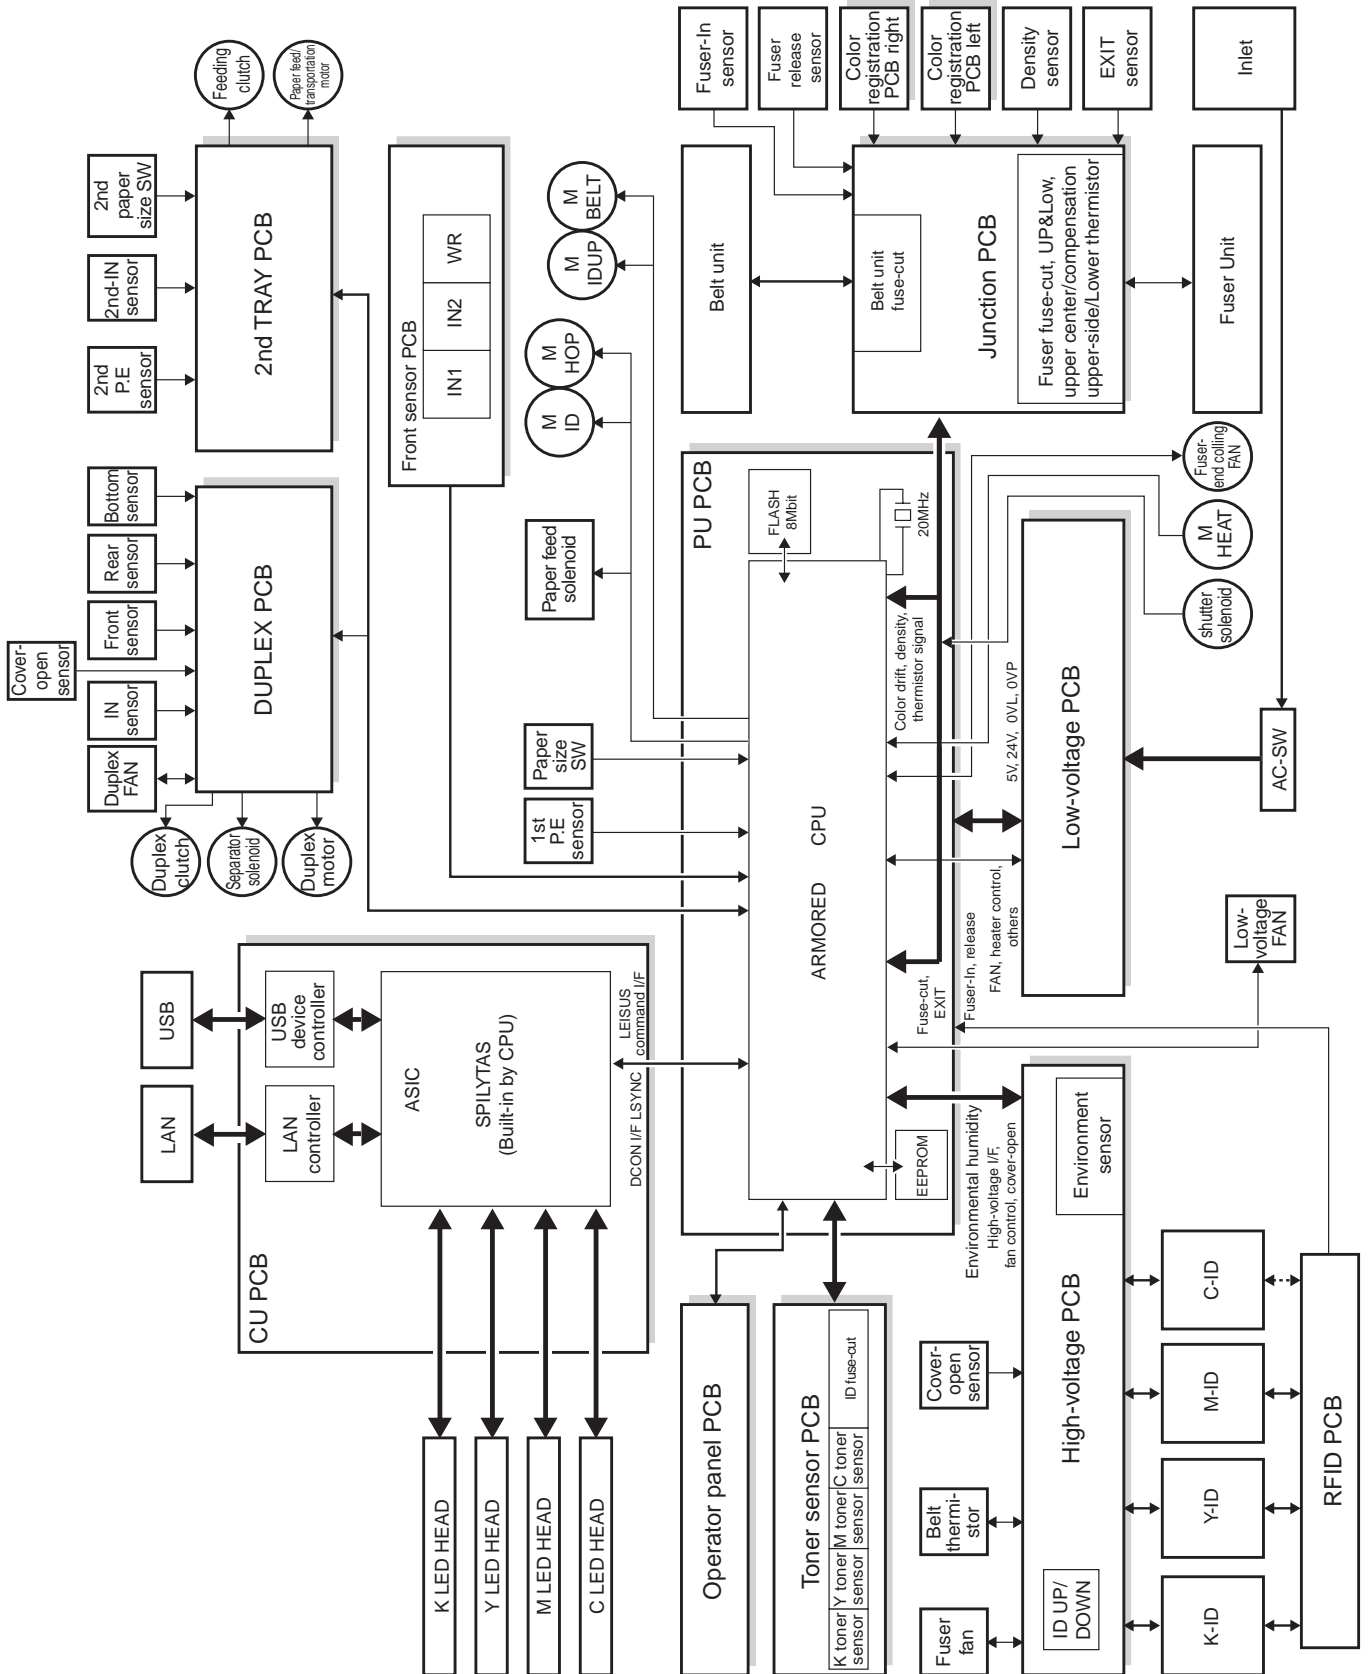 K LED HEAD
Y LED HEAD
M LED HEAD
C LED HEAD
CU PCB
LAN
USB
LAN
controller
USB
device
controller
ASIC
SPILYTAS
(Built-in by CPU)
DCON I/F LSYNC
LEISUS
command I/F
Duplex
clutch
Separator
solenoid
Duplex
motor
Duplex
FAN
IN
sensor
Cover-
open
sensor
Front
sensor
Rear
sensor
Bottom
sensor
DUPLEX PCB
2nd
P.E
sensor
2nd-IN
sensor
2nd
paper
size SW
2nd TRAY PCB
Feeding
clutch
Paper feed/
transportation
motor
Front sensor PCB
IN1
IN2
WR
1st
P.E
sensor
Paper
size
SW
Paper feed
solenoid
M
ID
M
HOP
M
IDUP
M
BELT
Operator panel PCB
Toner sensor PCB
K toner
sensor
Y toner
sensor
M toner
sensor
C toner
sensor
ID fuse-cut
PU PCB
ARMORED CPU
FLASH
8Mbit
20MHz
EEPROM
Color drift, density,
thermistor signal
Fuse-cut,
EXIT
Fuser-In, release
FAN, heater control,
others
5V, 24V, 0VL, 0VP
Environmental humidity
High-voltage I/F,
fan control, cover-open
Belt unit
Fuser-In
sensor
Fuser
release
sensor
Color
registration
PCB right
Color
registration
PCB left
Density
sensor
EXIT
sensor
Inlet
Belt unit
fuse-cut
Junction PCB
Fuser fuse-cut, UP&Low,
upper center/compensation
upper-side/Lower thermistor
Fuser Unit
Fuser
fan
Belt
thermi-
stor
Cover-
open
sensor
High-voltage PCB
ID UP/
DOWN
Environment
sensor
K-ID
Y-ID
M-ID
C-ID
RFID PCB
Low-voltage PCB
Low-
voltage
FAN
AC-SW
shutter
solenoid
M
HEAT
Fuser-
end colling
FAN